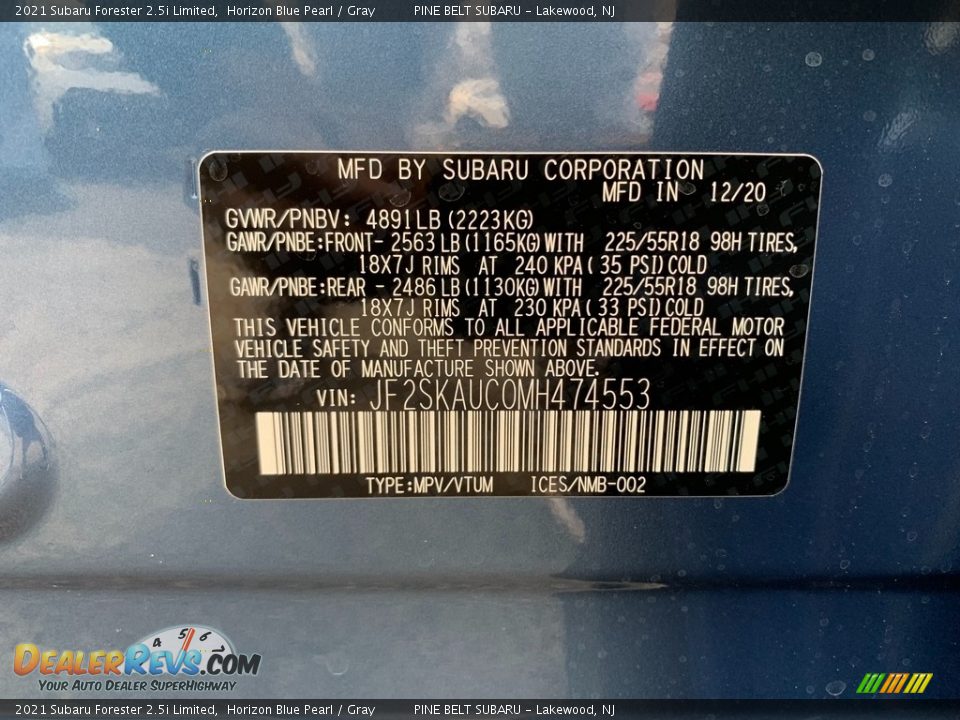 2021 Subaru Forester 2.5i Limited, Horizon Blue Pearl / Gray PINE BELT SUBARU - Lakewood, NJ
MFD BY SUBARU CORPORATION
MFD IN 12/20
GVWR/PNBV: 4891LB (2223KG)
GAWR/PNBE:FRONT- 2563 LB (1165KG) WITH 225/55R18 98H TIRES,
18X7J RIMS AT 240 KPA ( 35 PSI) COLD
GAWR/PNBE:REAR - 2486 LB (1130KG) WITH 225/55R18 98H TIRES,
18X7J RIMS AT 230 KPA ( 33 PSI) COLD
THIS VEHICLE CONFORMS TO ALL APPLICABLE FEDERAL MOTOR
VEHICLE SAFETY AND THEFT PREVENTION STANDARDS IN EFFECT ON
THE DATE OF MANUFACTURE SHOWN ABOVE.
VIN: JF2SKAUC0MH474553
TYPE:MPV/VTUM ICES/NMB-002
4 5 6 7
DEALERREVS.COM
YOUR AUTO DEALER SUPERHIGHWAY
2021 Subaru Forester 2.5i Limited, Horizon Blue Pearl / Gray PINE BELT SUBARU - Lakewood, NJ